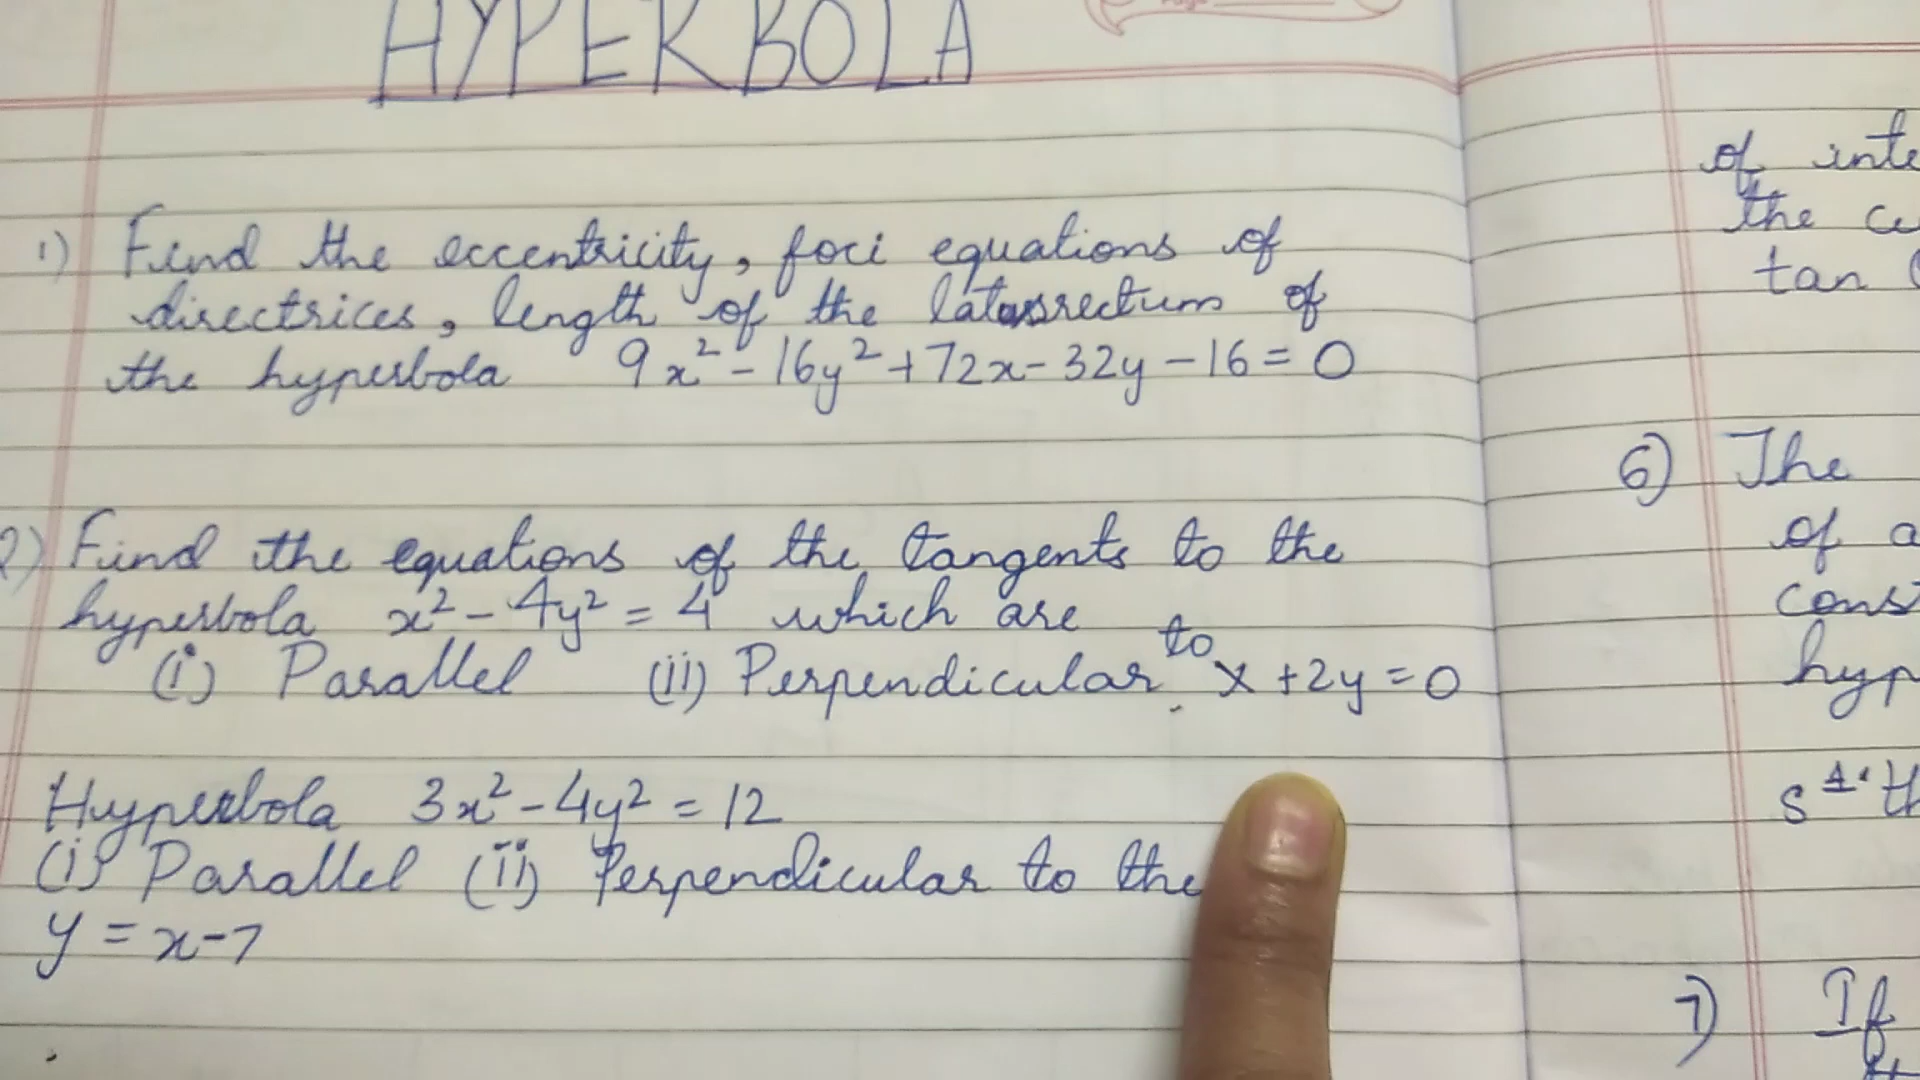 HYPERBOLA
1) Find the eccentricity, foci equations of
directrices, length of the latusrectum of
the hyperbola 9x² - 16y² + 72x - 32y - 16 = 0
2) Find the equations of the tangents to the
hyperbola x² - 4y² = 4 which are
(i) Parallel (ii) Perpendicular to x + 2y = 0
Hyperbola 3x² - 4y² = 12
(i) Parallel (ii) Perpendicular to the
y = x - 7
of
the
tan
6) The
of a
7) If